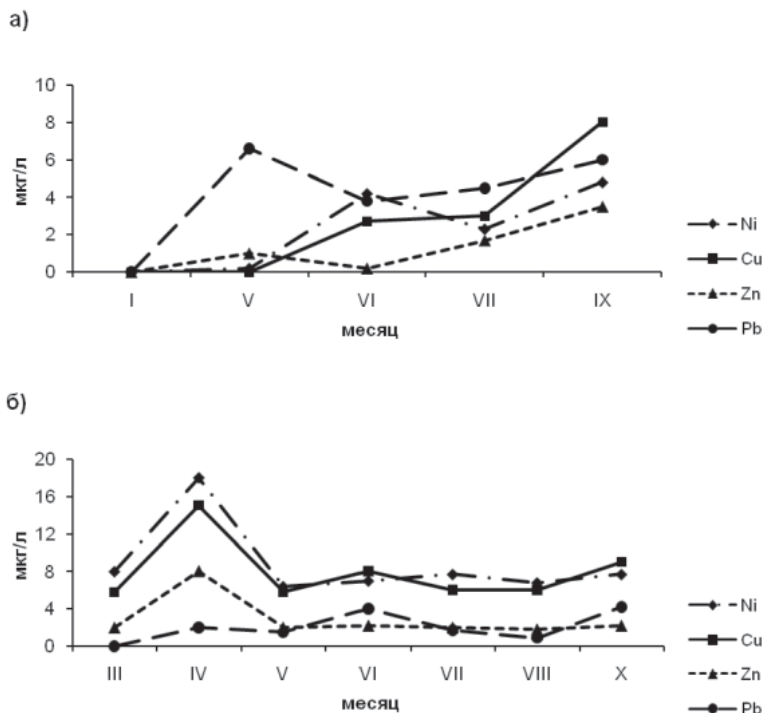 а)
10
8
6
4
2
0
мкг/л
I V VI VII IX
месяц
Ni
Cu
Zn
Pb
б)
20
16
12
8
4
0
мкг/л
III IV V VI VII VIII X
месяц
Ni
Cu
Zn
Pb